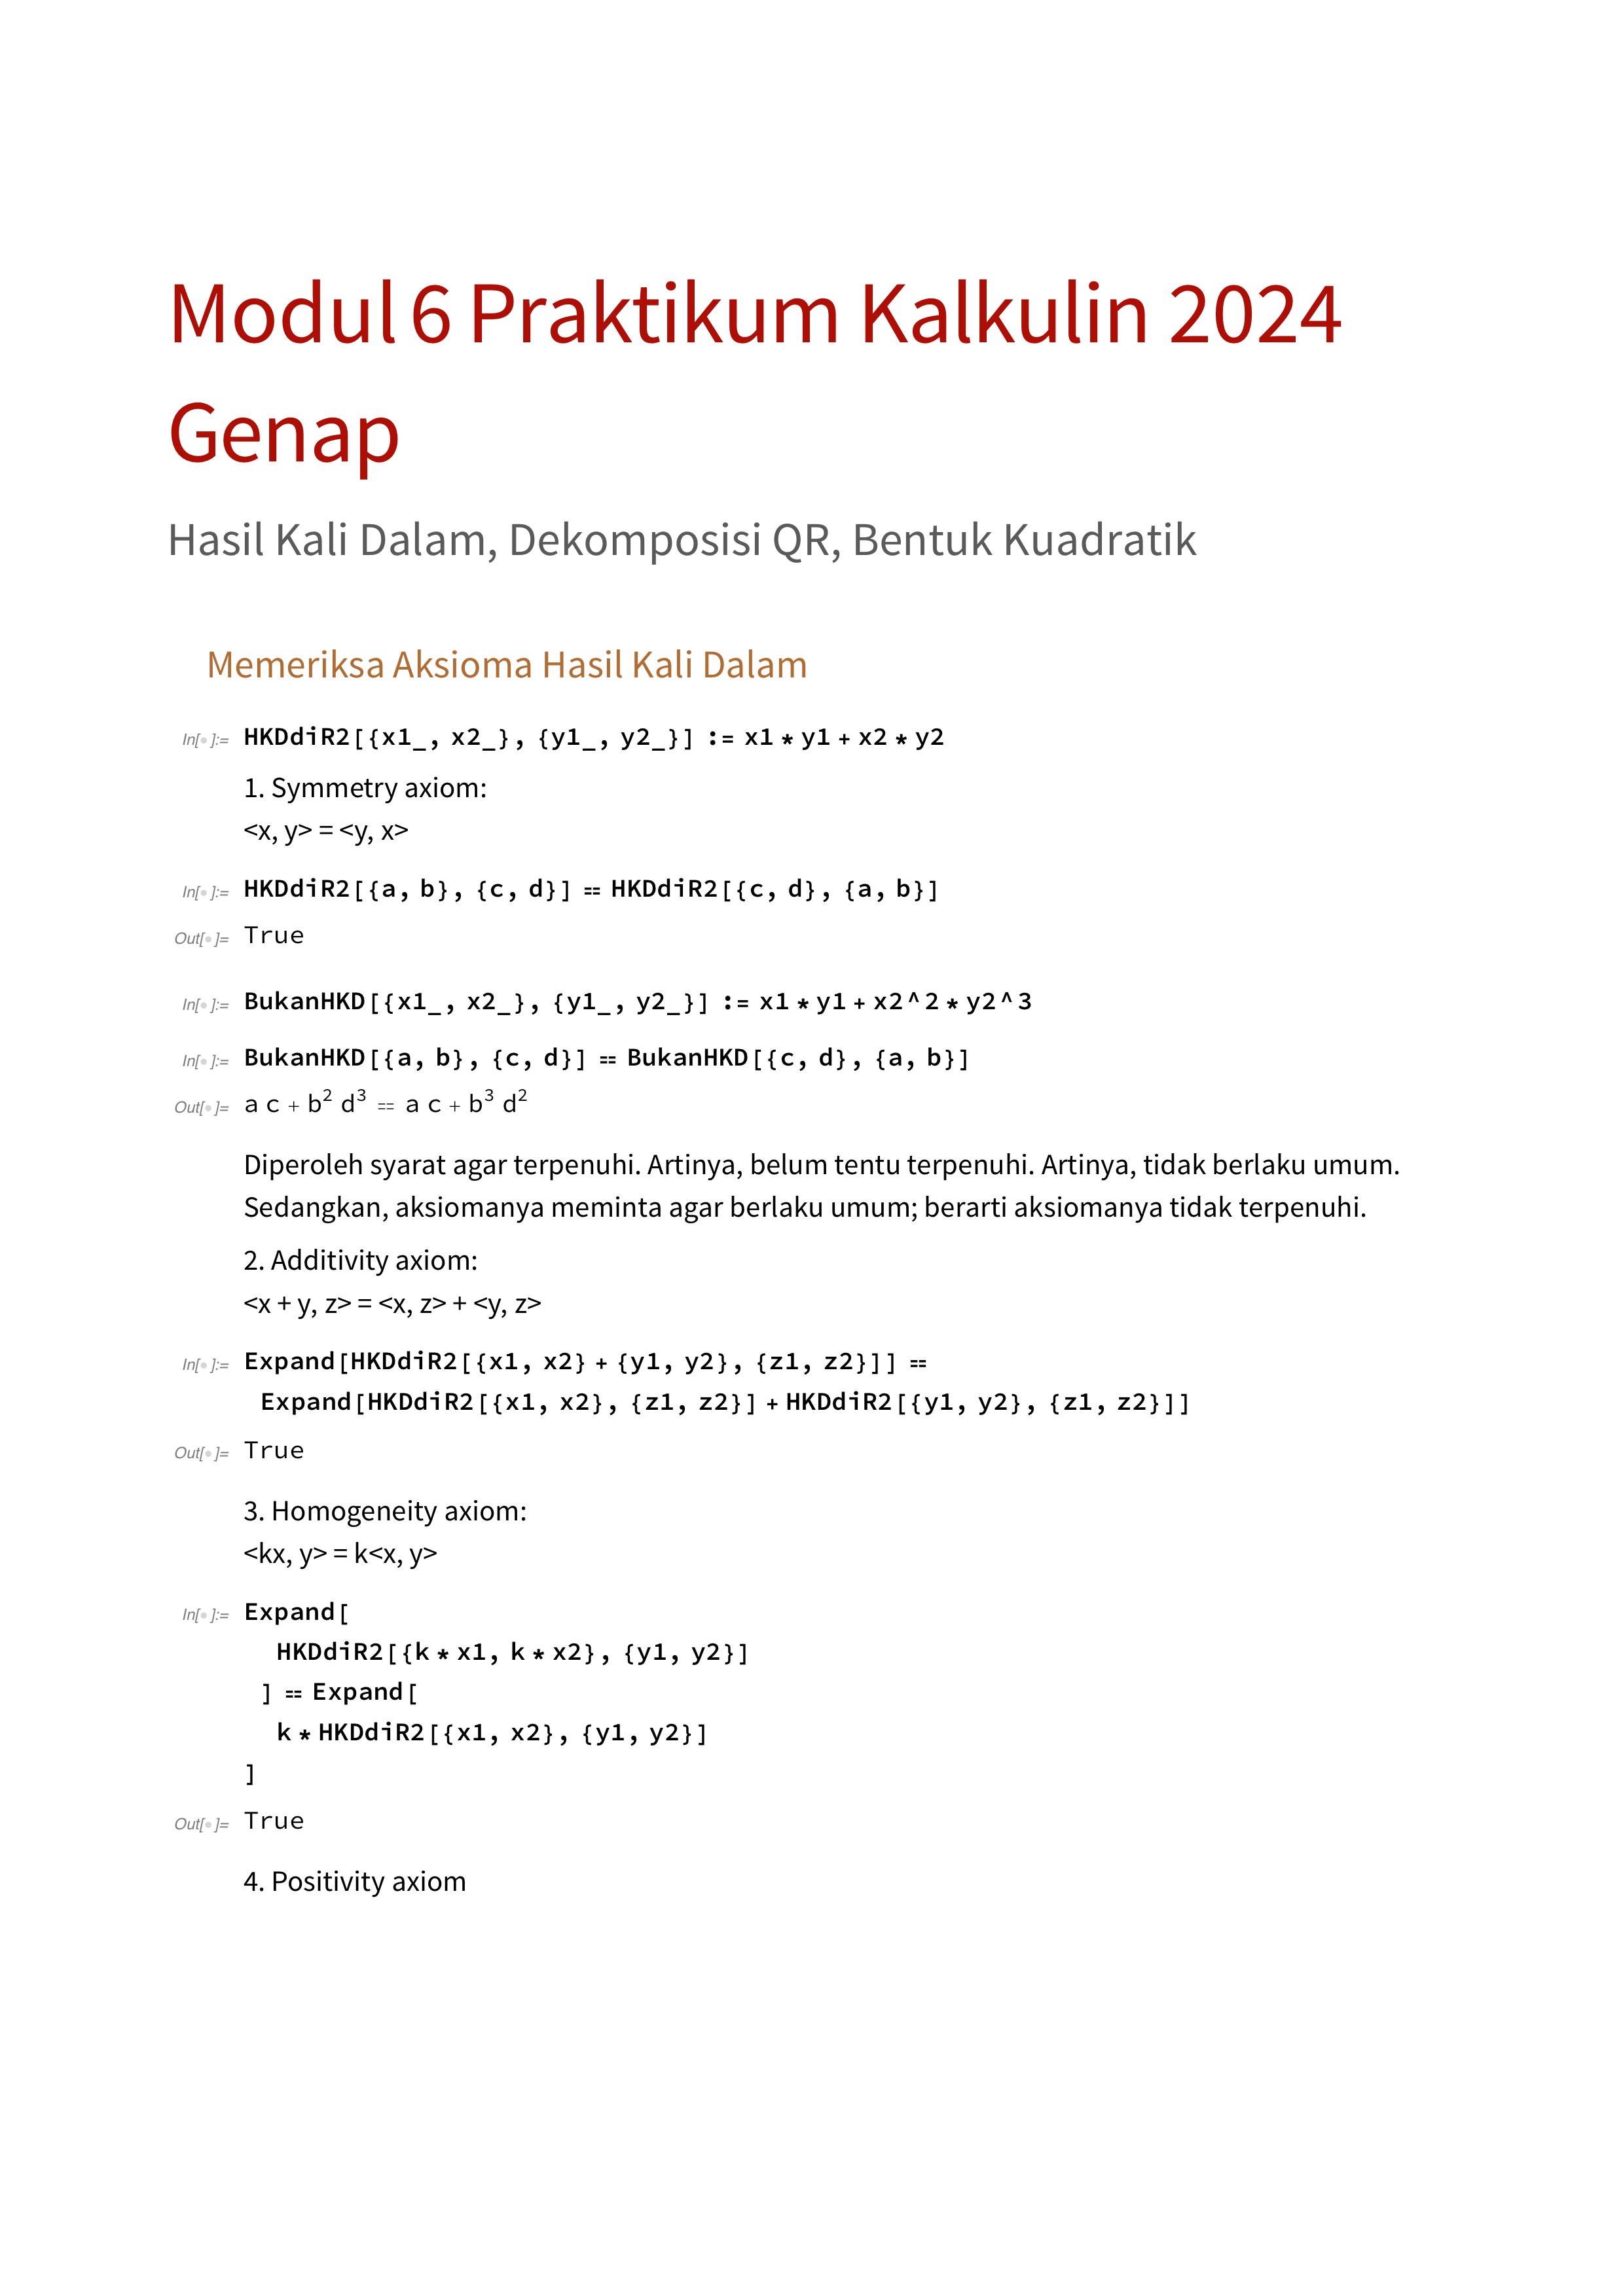 Modul 6 Praktikum Kalkulin 2024
Genap
Hasil Kali Dalam, Dekomposisi QR, Bentuk Kuadratik
Memeriksa Aksioma Hasil Kali Dalam
In[•]:= HKDdiR2[{x1_, x2_}, {y1_, y2_}] := x1 * y1 + x2 * y2
1. Symmetry axiom:
<x, y> = <y, x>
In[•]:= HKDdiR2[{a, b}, {c, d}] == HKDdiR2[{c, d}, {a, b}]
Out[•]= True
In[•]:= BukanHKD[{x1_, x2_}, {y1_, y2_}] := x1 * y1 + x2^2 * y2^3
In[•]:= BukanHKD[{a, b}, {c, d}] == BukanHKD[{c, d}, {a, b}]
Out[•]= a c + b² d³ == a c + b³ d²
Diperoleh syarat agar terpenuhi. Artinya, belum tentu terpenuhi. Artinya, tidak berlaku umum.
Sedangkan, aksiomanya meminta agar berlaku umum; berarti aksiomanya tidak terpenuhi.
2. Additivity axiom:
<x + y, z> = <x, z> + <y, z>
In[•]:= Expand[HKDdiR2[{x1, x2} + {y1, y2}, {z1, z2}]] ==
Expand[HKDdiR2[{x1, x2}, {z1, z2}] + HKDdiR2[{y1, y2}, {z1, z2}]]
Out[•]= True
3. Homogeneity axiom:
<kx, y> = k<x, y>
In[•]:= Expand[
HKDdiR2[{k * x1, k * x2}, {y1, y2}]
] == Expand[
k * HKDdiR2[{x1, x2}, {y1, y2}]
]
Out[•]= True
4. Positivity axiom